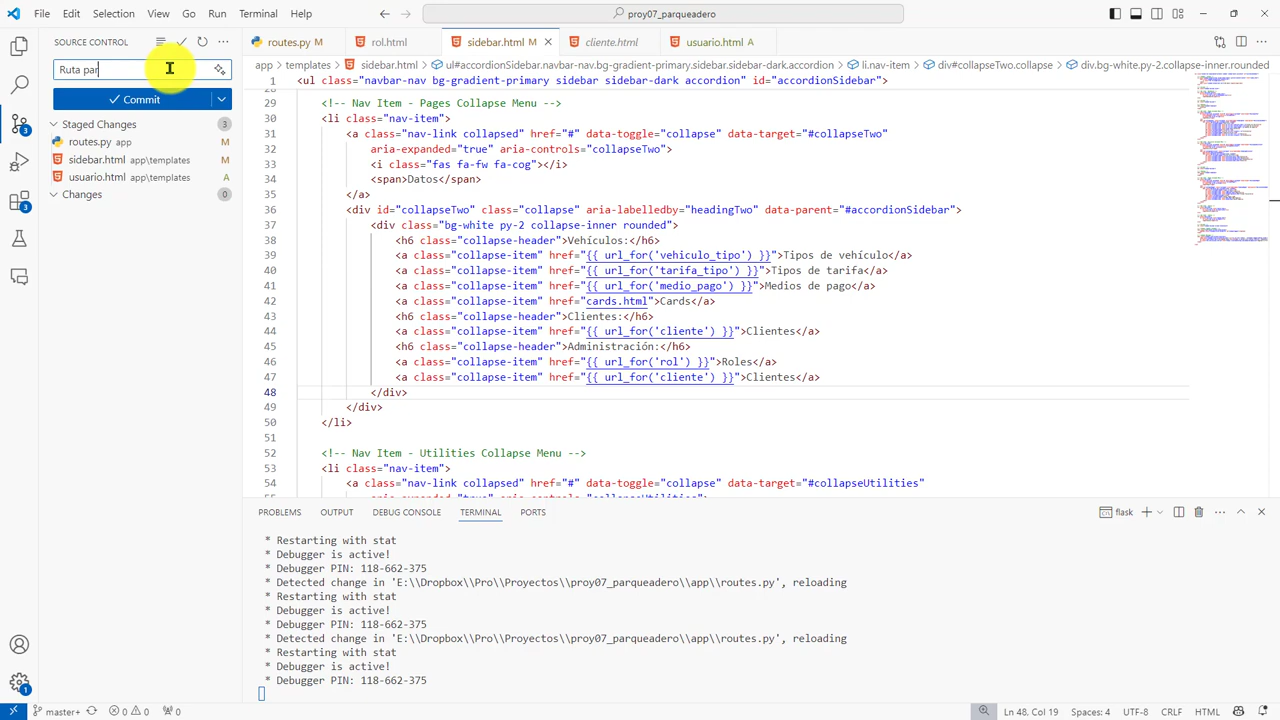 File Edit Selection View Go Run Terminal Help
proy07_parqueadero
SOURCE CONTROL
Ruta par
Commit
Staged Changes 3
routes.py app M
sidebar.html app\templates M
usuario.html app\templates A
Changes 0
3
3
1
routes.py M
rol.html
sidebar.html M
cliente.html
usuario.html A
app > templates > sidebar.html > ul#accordionSidebar.navbar-nav.bg-gradient-primary.sidebar.sidebar-dark.accordion > li.nav-item > div#collapseTwo.collapse > div.bg-white.py-2.collapse-inner.rounded
1 <ul class="navbar-nav bg-gradient-primary sidebar sidebar-dark accordion" id="accordionSidebar">
29 <!-- Nav Item - Pages Collapse Menu -->
30 <li class="nav-item">
31 <a class="nav-link collapsed" href="#" data-toggle="collapse" data-target="#collapseTwo"
32 aria-expanded="true" aria-controls="collapseTwo">
33 <i class="fas fa-fw fa-cog"></i>
34 <span>Datos</span>
35 </a>
36 <div id="collapseTwo" class="collapse" aria-labelledby="headingTwo" data-parent="#accordionSidebar">
37 <div class="bg-white py-2 collapse-inner rounded">
38 <h6 class="collapse-header">Vehículos:</h6>
39 <a class="collapse-item" href="{{ url_for('vehiculo_tipo') }}">Tipos de vehículo</a>
40 <a class="collapse-item" href="{{ url_for('tarifa_tipo') }}">Tipos de tarifa</a>
41 <a class="collapse-item" href="{{ url_for('medio_pago') }}">Medios de pago</a>
42 <a class="collapse-item" href="cards.html">Cards</a>
43 <h6 class="collapse-header">Clientes:</h6>
44 <a class="collapse-item" href="{{ url_for('cliente') }}">Clientes</a>
45 <h6 class="collapse-header">Administración:</h6>
46 <a class="collapse-item" href="{{ url_for('rol') }}">Roles</a>
47 <a class="collapse-item" href="{{ url_for('cliente') }}">Clientes</a>
48 </div>
49 </div>
50 </li>
51
52 <!-- Nav Item - Utilities Collapse Menu -->
53 <li class="nav-item">
54 <a class="nav-link collapsed" href="#" data-toggle="collapse" data-target="#collapseUtilities"
PROBLEMS OUTPUT DEBUG CONSOLE TERMINAL PORTS
flask
* Restarting with stat
* Debugger is active!
* Debugger PIN: 118-662-375
* Detected change in 'E:\\Dropbox\\Pro\\Proyectos\\proy07_parqueadero\\app\\routes.py', reloading
* Restarting with stat
* Debugger is active!
* Debugger PIN: 118-662-375
* Detected change in 'E:\\Dropbox\\Pro\\Proyectos\\proy07_parqueadero\\app\\routes.py', reloading
* Restarting with stat
* Debugger is active!
* Debugger PIN: 118-662-375
master+ 0 0 0 Ln 48, Col 19 Spaces: 4 UTF-8 CRLF HTML